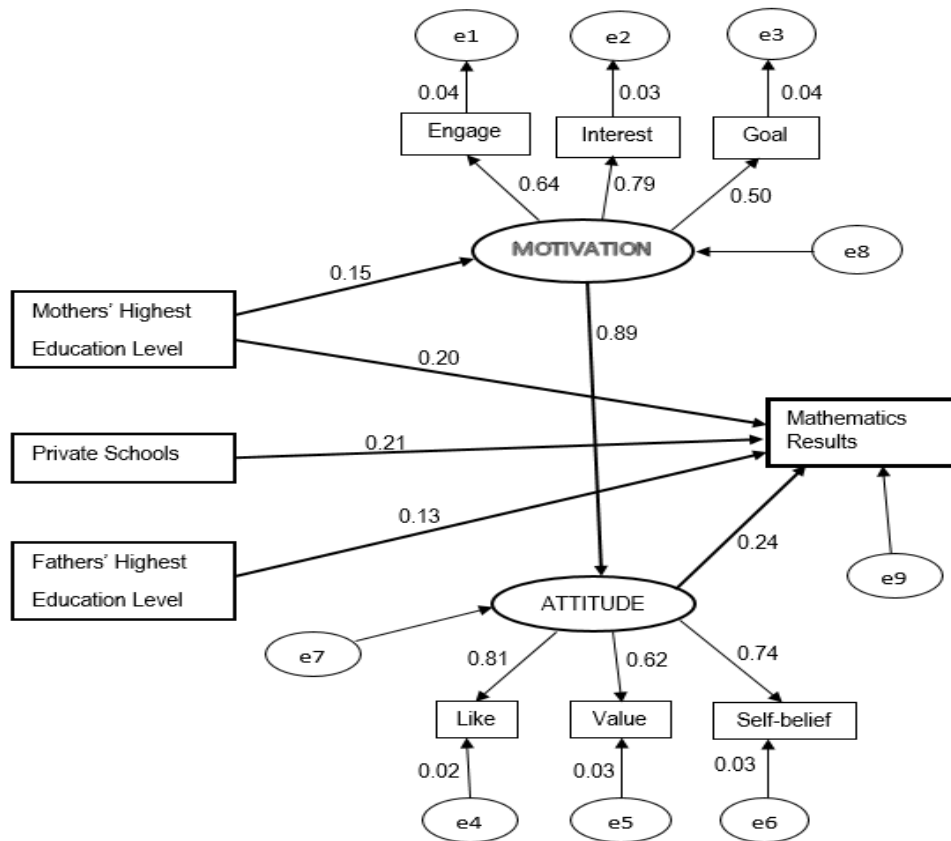 e1
e2
e3
0.04
0.03
0.04
Engage
Interest
Goal
0.64
0.79
0.50
MOTIVATION
e8
0.15
Mothers’ Highest
Education Level
0.89
0.20
Mathematics
Results
Private Schools
0.21
0.13
Fathers’ Highest
Education Level
0.24
e9
ATTITUDE
e7
0.81
0.62
0.74
Like
Value
Self-belief
0.02
0.03
0.03
e4
e5
e6